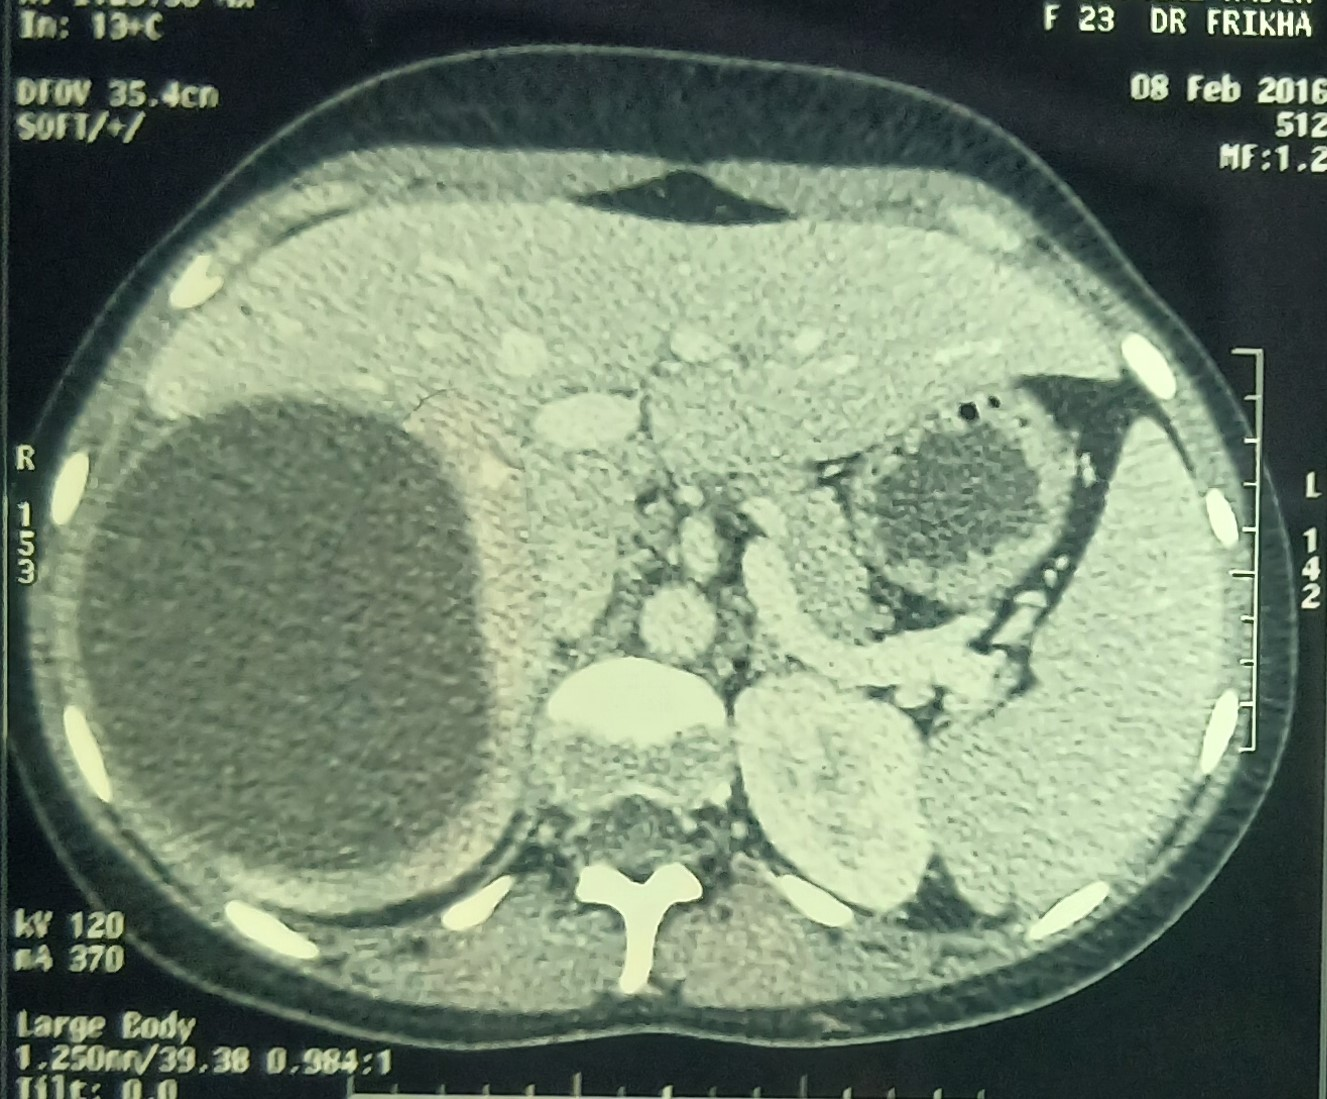 In: 13+C
F 23 DR FRIKHA
DFOV 35.4cm
SOFT/+/
08 Feb 2016
512
MF:1.2
R
153
L
142
kV 120
mA 370
Large Body
1.250mm/39.38 0.984:1
Tilt: 0.0